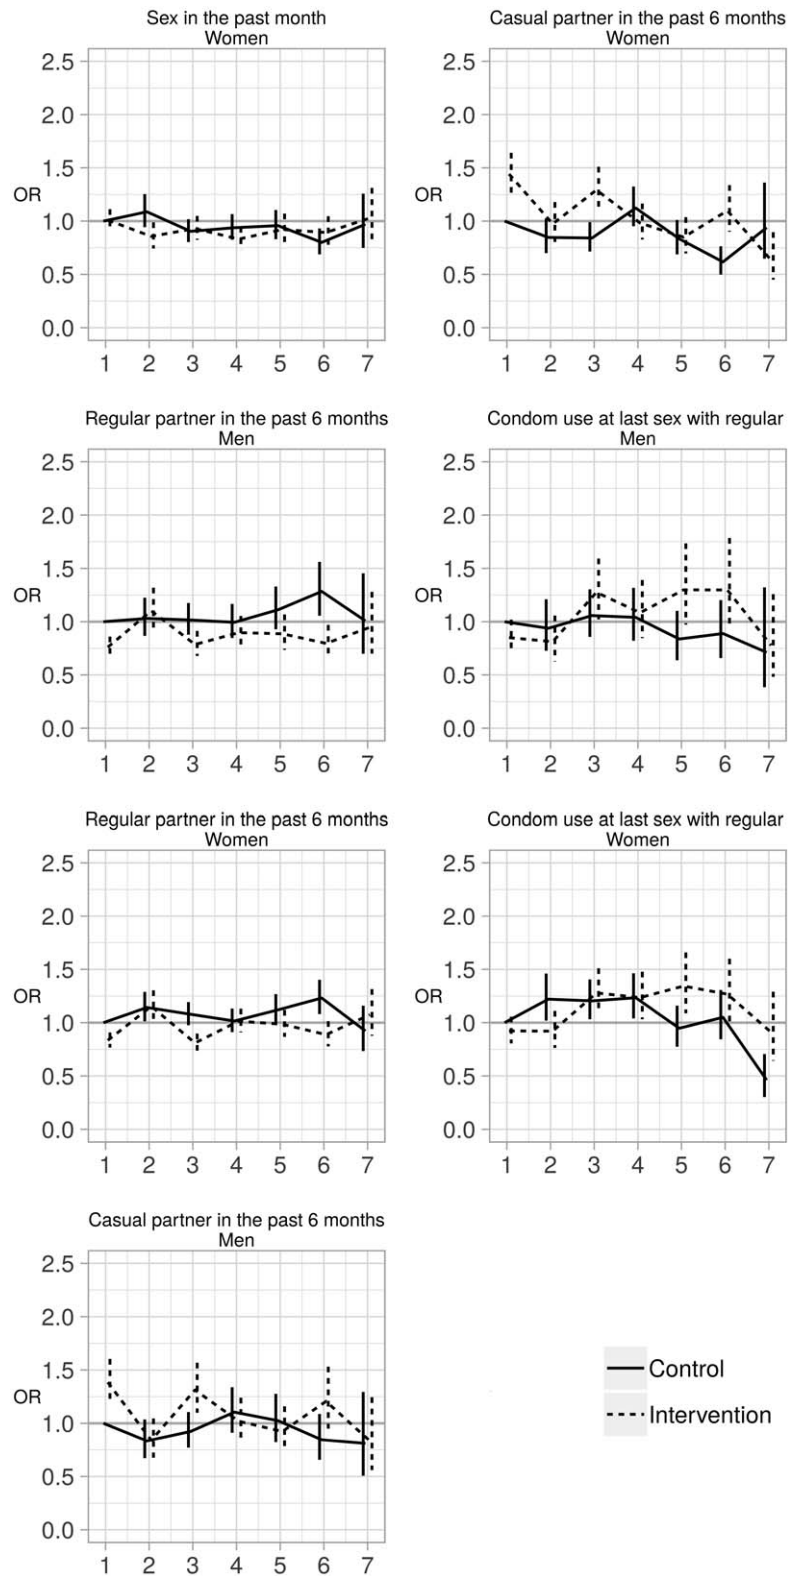 Sex in the past month
Women
2.5
2.0
1.5
OR
1.0
0.5
0.0
1 2 3 4 5 6 7
Casual partner in the past 6 months
Women
2.5
2.0
1.5
OR
1.0
0.5
0.0
1 2 3 4 5 6 7
Regular partner in the past 6 months
Men
2.5
2.0
1.5
OR
1.0
0.5
0.0
1 2 3 4 5 6 7
Condom use at last sex with regular
Men
2.5
2.0
1.5
OR
1.0
0.5
0.0
1 2 3 4 5 6 7
Regular partner in the past 6 months
Women
2.5
2.0
1.5
OR
1.0
0.5
0.0
1 2 3 4 5 6 7
Condom use at last sex with regular
Women
2.5
2.0
1.5
OR
1.0
0.5
0.0
1 2 3 4 5 6 7
Casual partner in the past 6 months
Men
2.5
2.0
1.5
OR
1.0
0.5
0.0
1 2 3 4 5 6 7
Control
Intervention